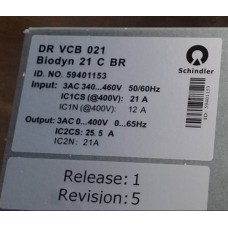 DR VCB 021
Biodyn 21 C BR
ID. NO. 59401153
Schindler
Input: 3AC 340...460V 50/60Hz
IC1CS (@400V): 21 A
IC1N (@400V): 12 A
Output: 3AC 0...400V 0...65Hz
IC2CS: 25.5 A
IC2N: 21A
Release: 1
Revision: 5